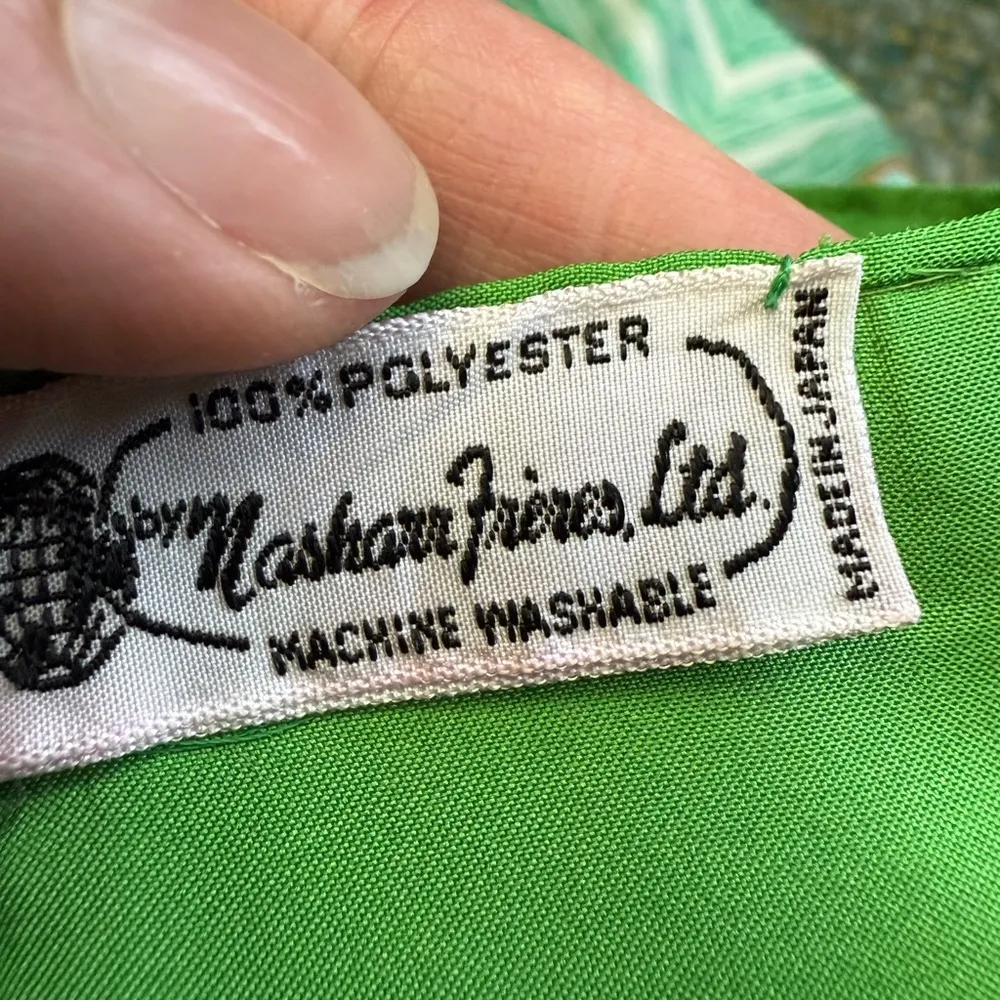 100% POLYESTER
by Nasharr Frères, Ltd.
MACHINE WASHABLE
MADE IN JAPAN